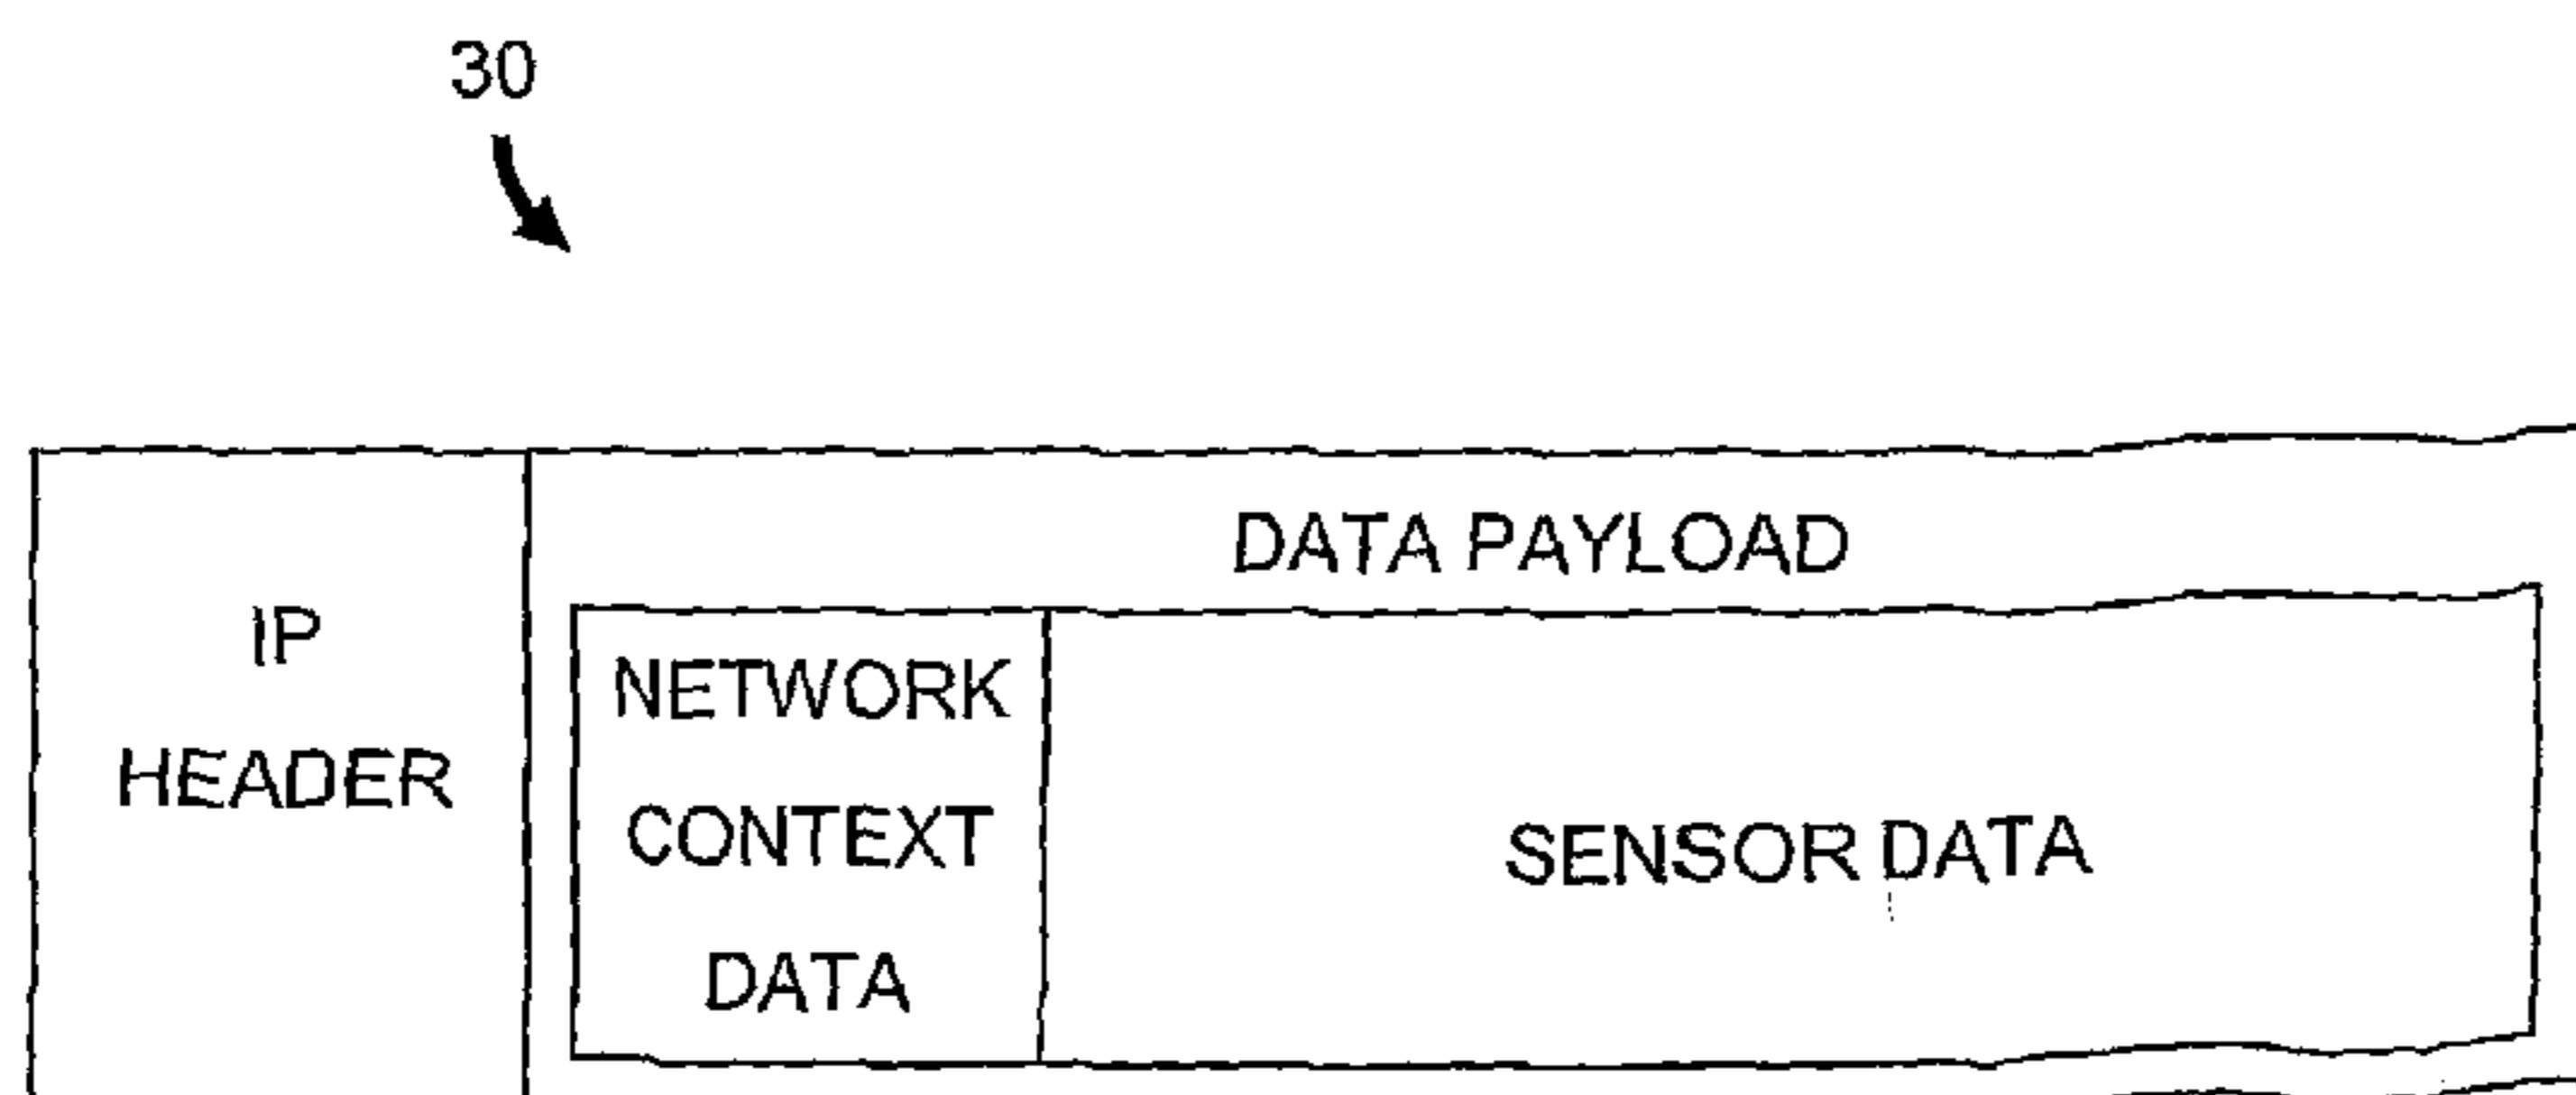 30
DATA PAYLOAD
IP
HEADER
NETWORK
CONTEXT
DATA
SENSOR DATA